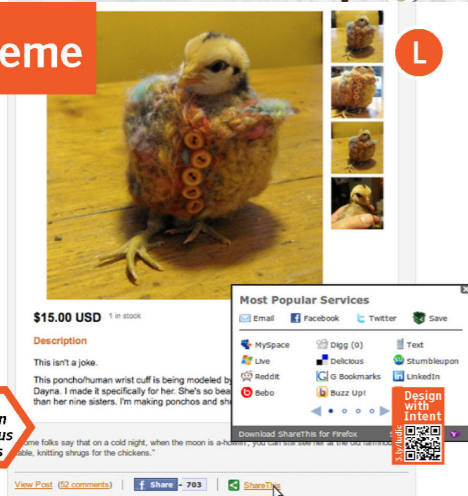 eme
L
Most Popular Services
Email Facebook Twitter Save
MySpace Digg (0) Text
Live Delicious Stumbleupon
Reddit G Bookmarks LinkedIn
Bebo Buzz Up!
Download ShareThis for Firefox
$15.00 USD 1 in stock
Description
This isn't a joke.
This poncho/human wrist cuff is being modeled by
Dayna. I made it specifically for her. She's so bea
than her nine sisters. I'm making ponchos and sh
Design
with
Intent
n
us
s
ome folks say that on a cold night, when the moon is a-how you can still see her at the old farmhou
able, knitting shrugs for the chickens."
View Post (52 comments) | Share - 703 | ShareThis